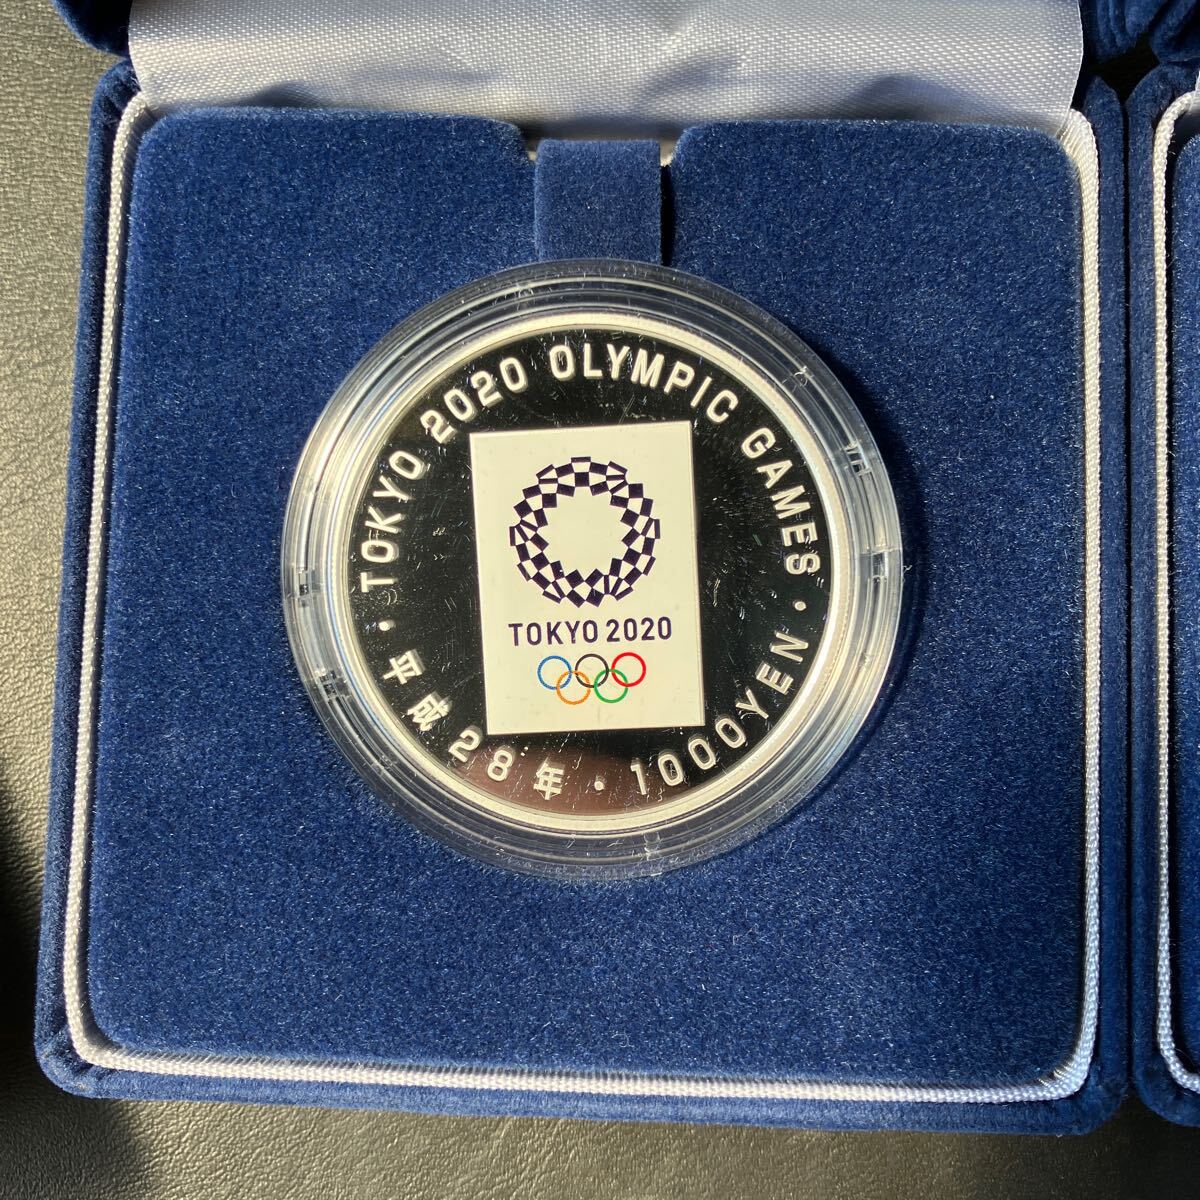 ・TOKYO 2020 OLYMPIC GAMES・
平成28年・1000YEN
TOKYO 2020